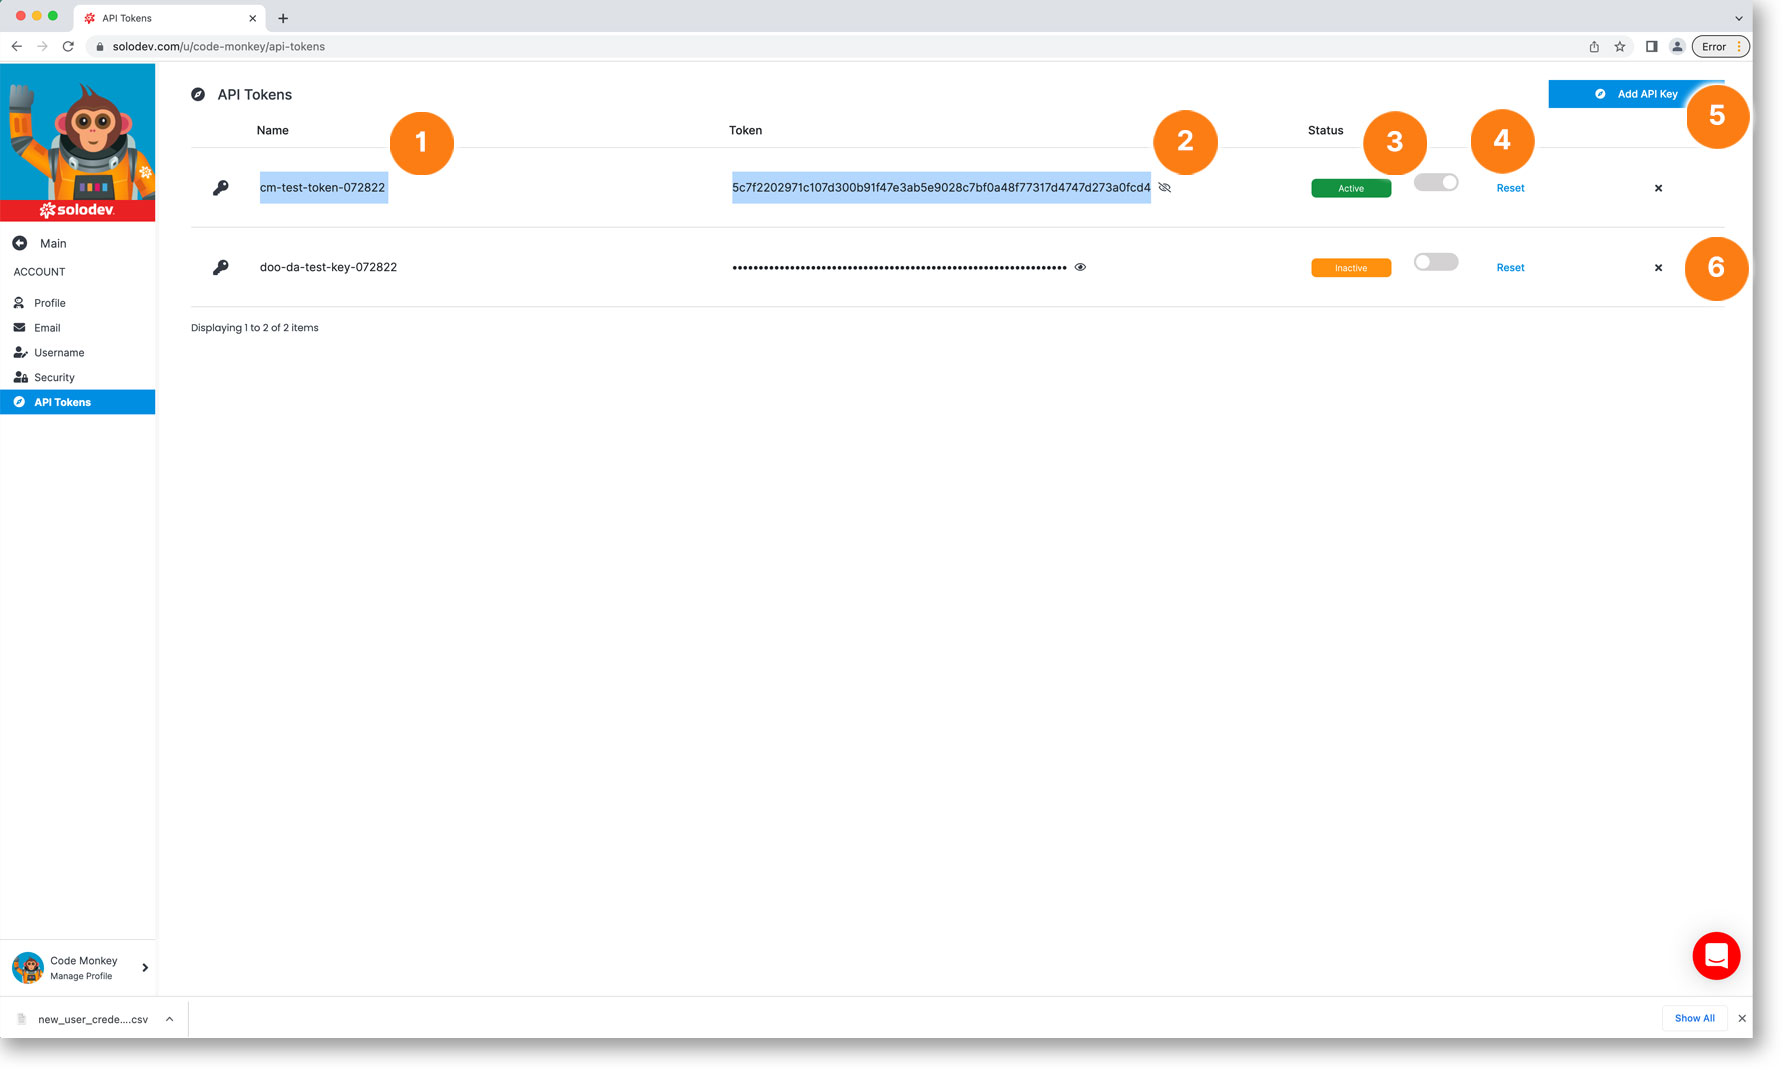 API Tokens
solodev.com/u/code-monkey/api-tokens
Error
solodev
Main
ACCOUNT
Profile
Email
Username
Security
API Tokens
API Tokens
Add API Key
5
Name
1
Token
2
Status
3
4
cm-test-token-072822
5c7f2202971c107d300b91f47e3ab5e9028c7bf0a48f77317d4747d273a0fcd4
Active
Reset
doo-da-test-key-072822
••••••••••••••••••••••••••••••••••••••••••••••••••••••••••••••••
Inactive
Reset
6
Displaying 1 to 2 of 2 items
Code Monkey
Manage Profile
new_user_crede....csv
Show All